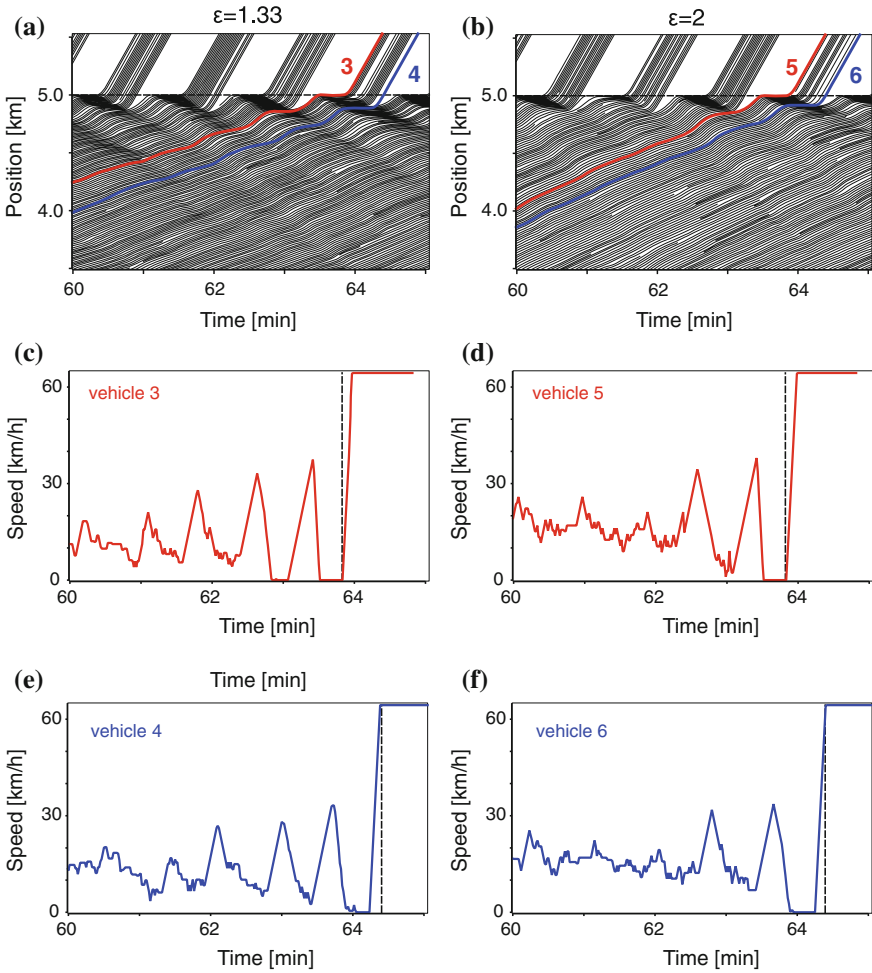 (a) ε=1.33
3
4
5.0
4.0
Position [km]
60 62 64
Time [min]
(b) ε=2
5
6
5.0
4.0
Position [km]
60 62 64
Time [min]
(c)
vehicle 3
60
30
0
Speed [km/h]
60 62 64
Time [min]
(d)
vehicle 5
60
30
0
Speed [km/h]
60 62 64
Time [min]
(e) Time [min]
vehicle 4
60
30
0
Speed [km/h]
60 62 63 64
Time [min]
(f)
vehicle 6
60
30
0
Speed [km/h]
60 62 63 64
Time [min]